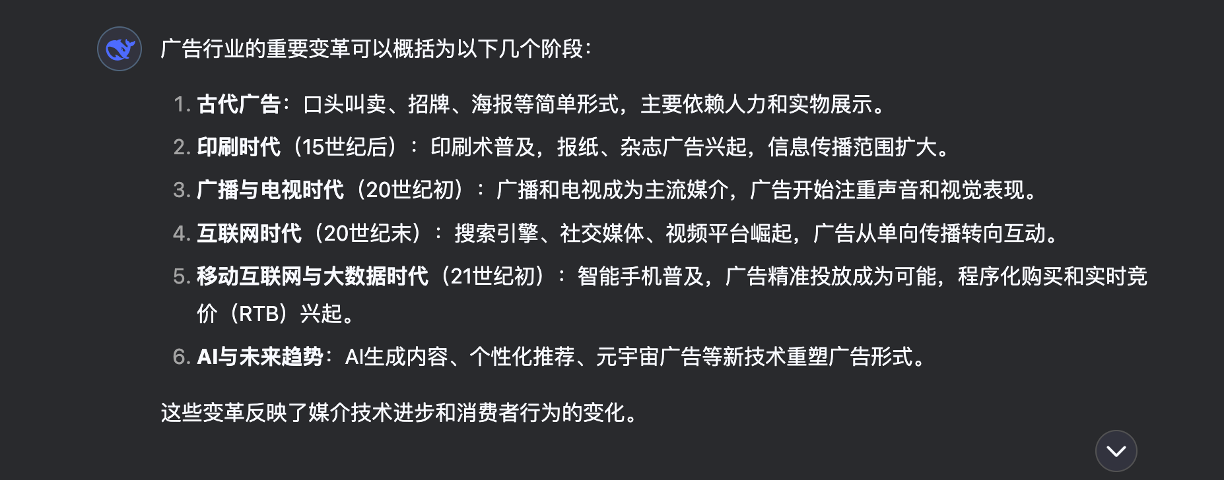 广告行业的重要变革可以概括为以下几个阶段：
1. 古代广告：口头叫卖、招牌、海报等简单形式，主要依赖人力和实物展示。
2. 印刷时代（15世纪后）：印刷术普及，报纸、杂志广告兴起，信息传播范围扩大。
3. 广播与电视时代（20世纪初）：广播和电视成为主流媒介，广告开始注重声音和视觉表现。
4. 互联网时代（20世纪末）：搜索引擎、社交媒体、视频平台崛起，广告从单向传播转向互动。
5. 移动互联网与大数据时代（21世纪初）：智能手机普及，广告精准投放成为可能，程序化购买和实时竞
价（RTB）兴起。
6. AI与未来趋势：AI生成内容、个性化推荐、元宇宙广告等新技术重塑广告形式。
这些变革反映了媒介技术进步和消费者行为的变化。